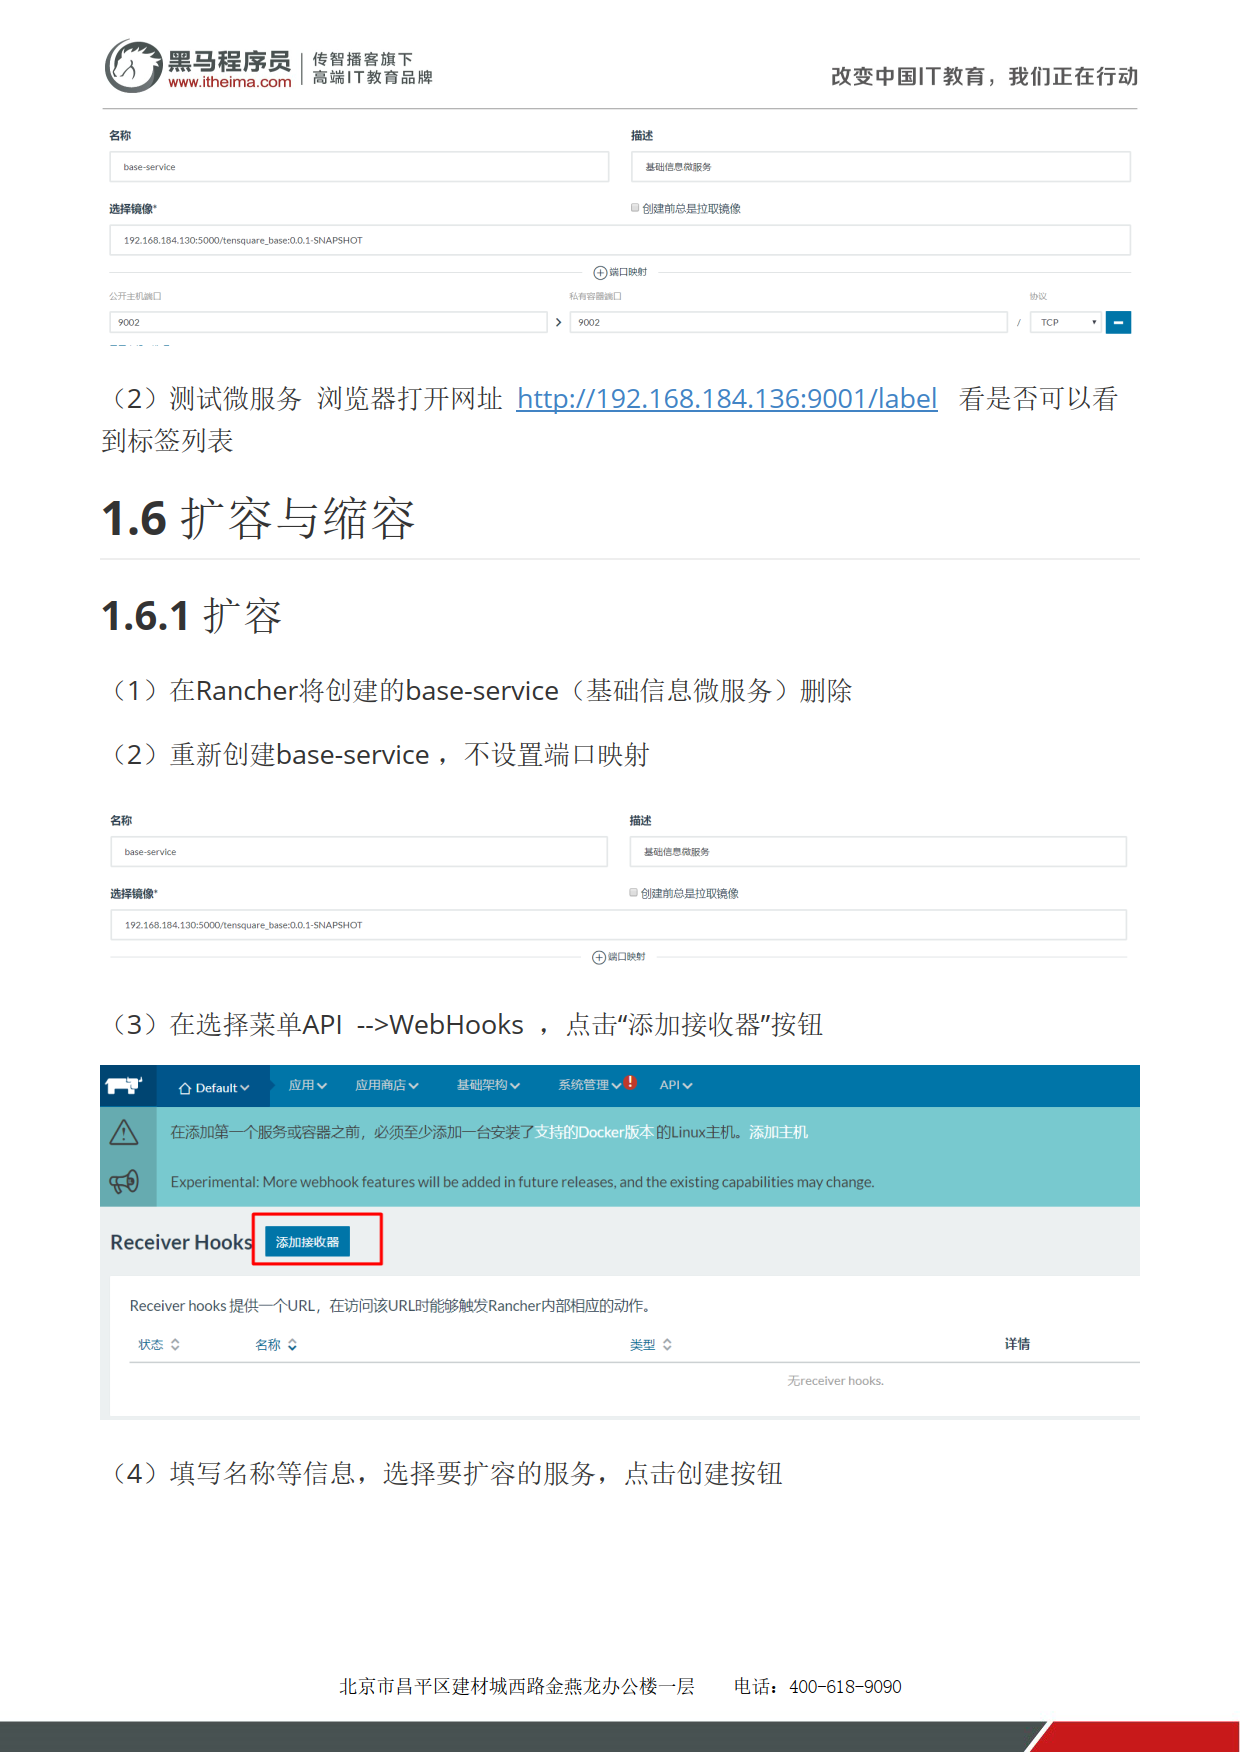 黑马程序员
www.itheima.com
传智播客旗下
高端IT教育品牌
改变中国IT教育，我们正在行动
名称
描述
base-service
基础信息微服务
选择镜像*
创建前总是拉取镜像
192.168.184.130:5000/tensquare_base:0.0.1-SNAPSHOT
端口映射
公开主机端口
私有容器端口
协议
9002
9002
/
TCP
（2）测试微服务 浏览器打开网址 http://192.168.184.136:9001/label 看是否可以看
到标签列表
1.6 扩容与缩容
1.6.1 扩容
（1）在Rancher将创建的base-service（基础信息微服务）删除
（2）重新创建base-service ，不设置端口映射
名称
描述
base-service
基础信息微服务
选择镜像*
创建前总是拉取镜像
192.168.184.130:5000/tensquare_base:0.0.1-SNAPSHOT
端口映射
（3）在选择菜单API -->WebHooks ，点击“添加接收器”按钮
Default 应用 应用商店 基础架构 系统管理 API
在添加第一个服务或容器之前，必须至少添加一台安装了支持的Docker版本 的Linux主机。添加主机
Experimental: More webhook features will be added in future releases, and the existing capabilities may change.
Receiver Hooks 添加接收器
Receiver hooks 提供一个URL，在访问该URL时能够触发Rancher内部相应的动作。
状态 名称 类型 详情
无receiver hooks.
（4）填写名称等信息，选择要扩容的服务，点击创建按钮
北京市昌平区建材城西路金燕龙办公楼一层 电话：400-618-9090